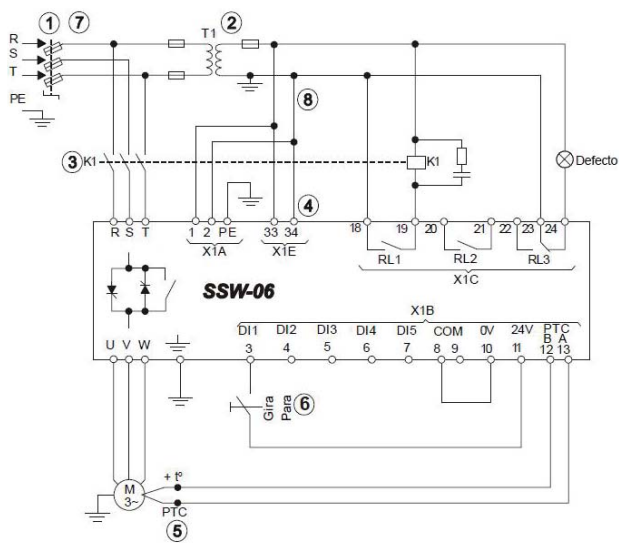 1 7 T1 2
R
S
T
PE
8
3 K1 K1 Defecto
4
R S T 1 2 PE 33 34 18 19 20 21 22 23 24
X1A X1E RL1 RL2 RL3
X1C
SSW-06
X1B
DI1 DI2 DI3 DI4 DI5 COM 0V 24V PTC
B A
U V W 3 4 5 6 7 8 9 10 11 12 13
Gira
Para
6
+ tº
M
3~
PTC
5